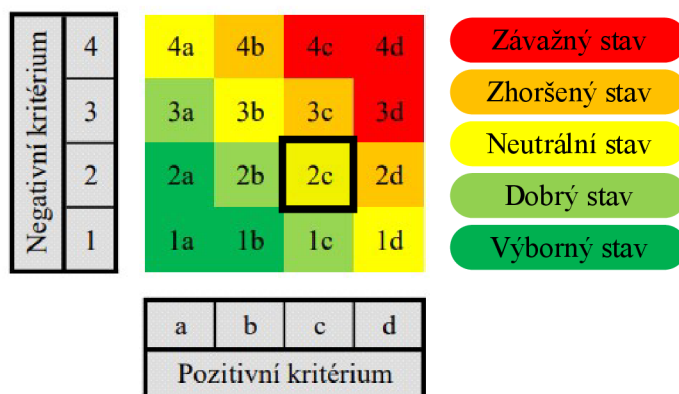 Negativní kritérium
4
3
2
1
4a 4b 4c 4d
3a 3b 3c 3d
2a 2b 2c 2d
1a 1b 1c 1d
a b c d
Pozitivní kritérium
Závažný stav
Zhoršený stav
Neutrální stav
Dobrý stav
Výborný stav